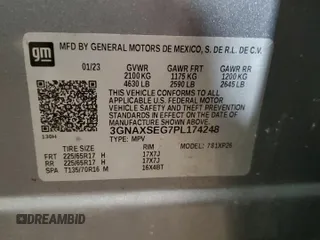 gm
MFD BY GENERAL MOTORS DE MEXICO, S. DE R.L. DE C.V.
01/23 GVWR GAWR FRT GAWR RR
2100 KG 1175 KG 1200 KG
4630 LB 2590 LB 2645 LB
THIS VEHICLE CONFORMS TO ALL APPLICABLE U.S.
FEDERAL MOTOR VEHICLE SAFETY, BUMPER, AND
THEFT PREVENTION STANDARDS IN EFFECT ON
THE DATE OF MANUFACTURE SHOWN ABOVE.
3GNAXSEG7PL174248
TYPE: MPV MODEL: 781XP26
TIRE SIZE RIM
FRT 225/65R17 H 17X7J
RR 225/65R17 H 17X7J
SPA T135/70R16 M 16X4BT
DREAMBID